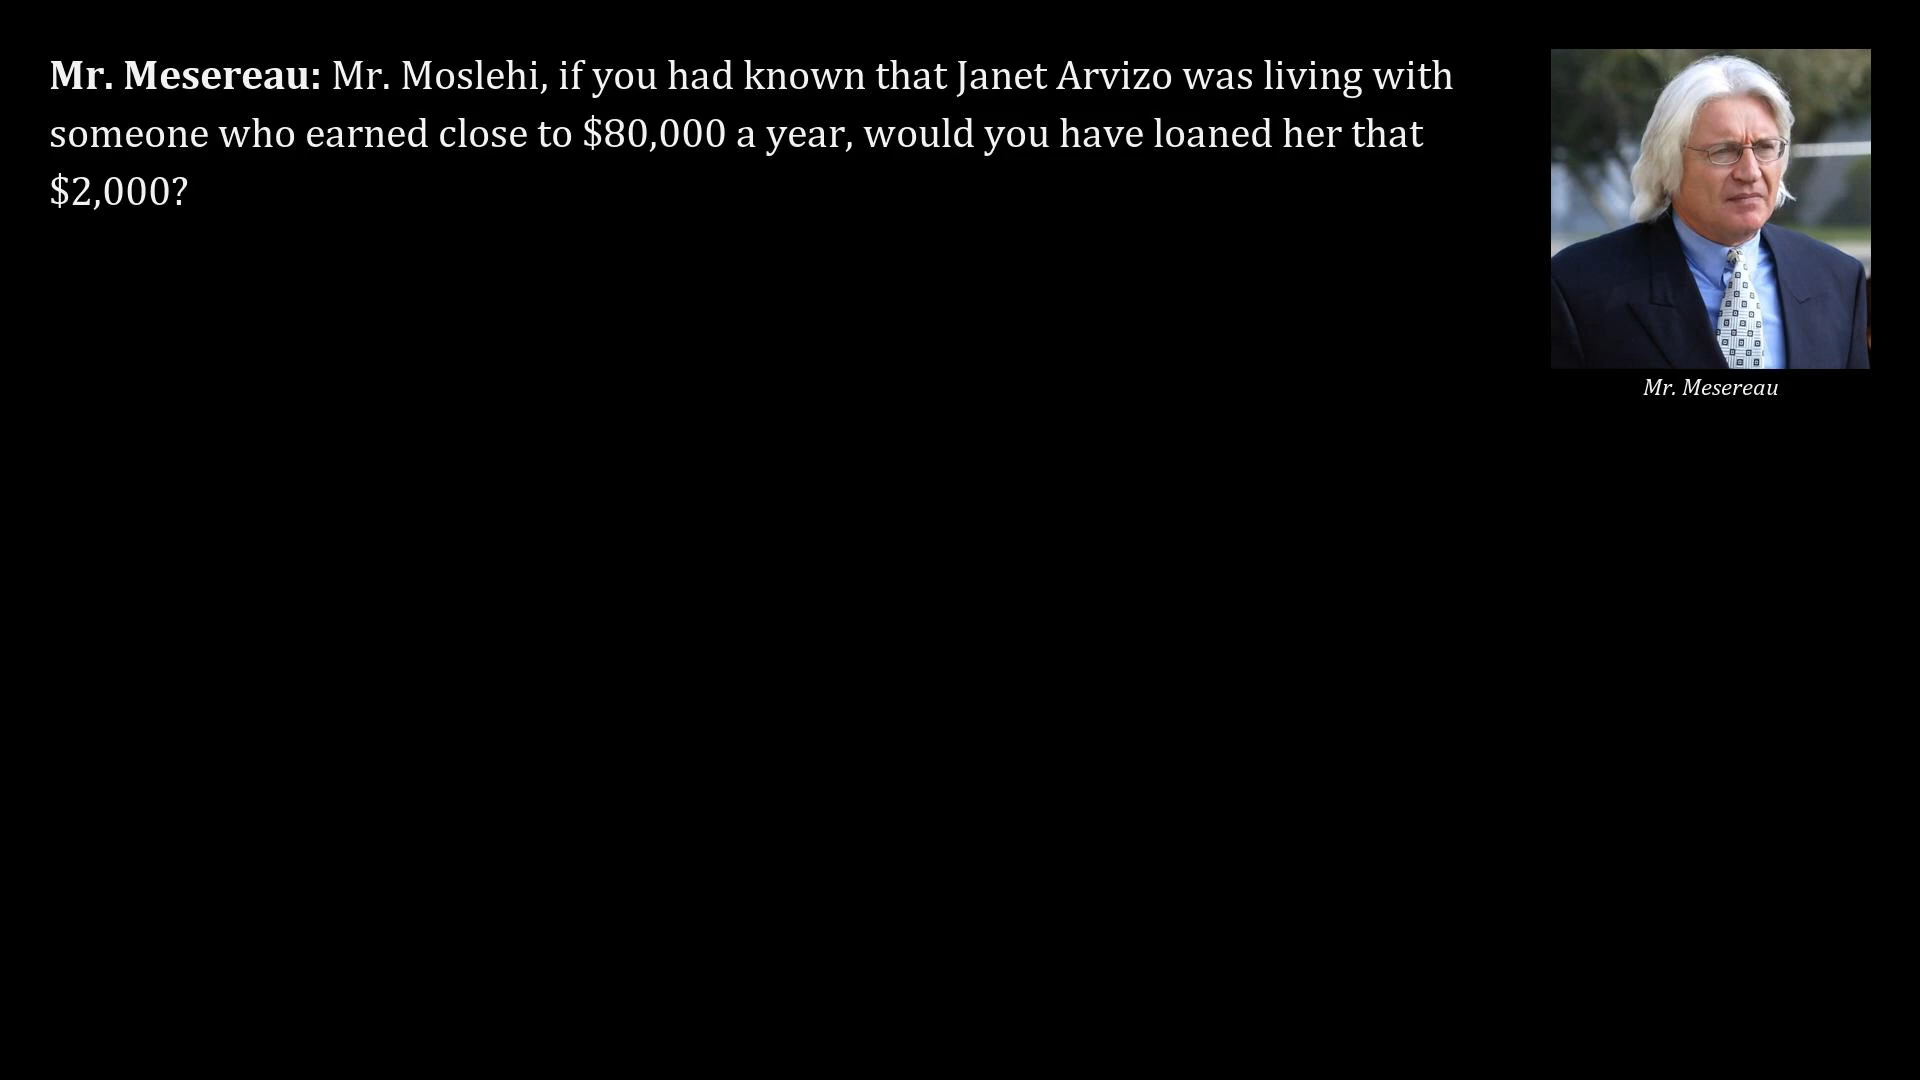 Mr. Mesereau: Mr. Moslehi, if you had known that Janet Arvizo was living with
someone who earned close to $80,000 a year, would you have loaned her that
$2,000?
Mr. Mesereau